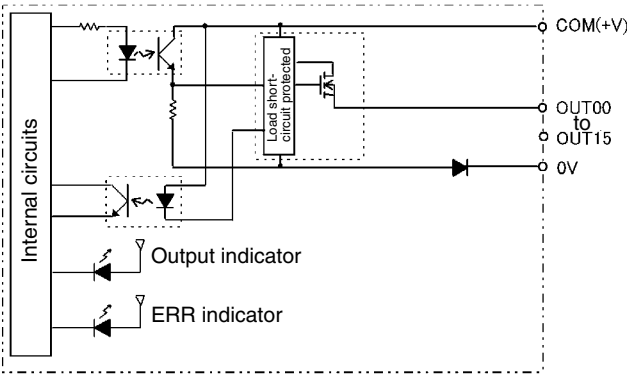 COM(+V)
Internal circuits
Load short-
circuit protected
OUT00
to
OUT15
0V
Output indicator
ERR indicator